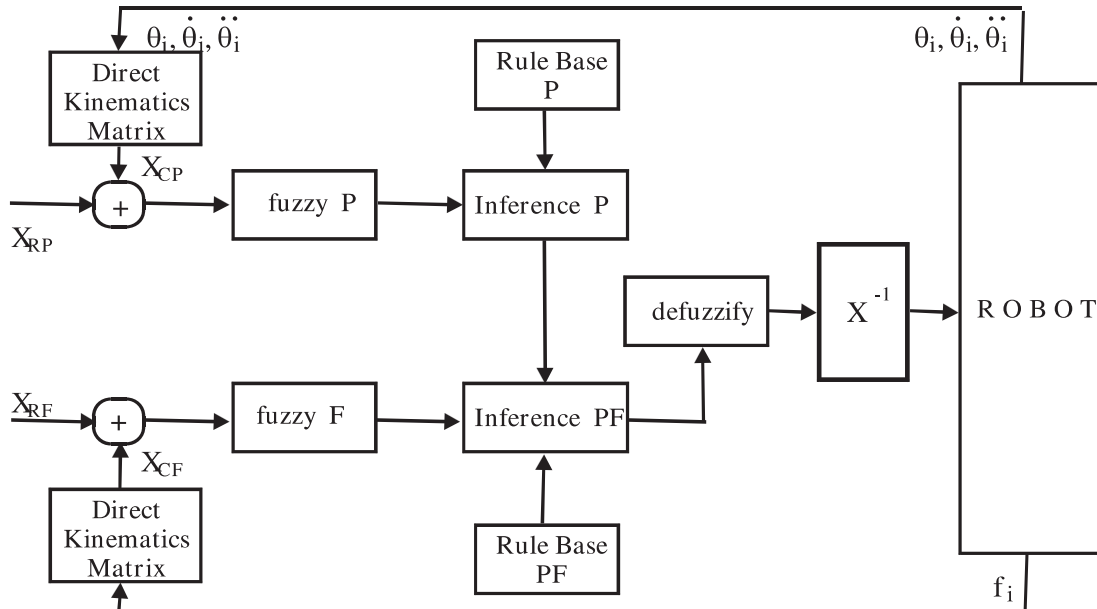 θi, θ̇i, θ̈i
θi, θ̇i, θ̈i
Direct
Kinematics
Matrix
Rule Base
P
XCP
+
fuzzy P
Inference P
XRP
defuzzify
X⁻¹
ROBOT
XRF
+
fuzzy F
Inference PF
XCF
Direct
Kinematics
Matrix
Rule Base
PF
fi